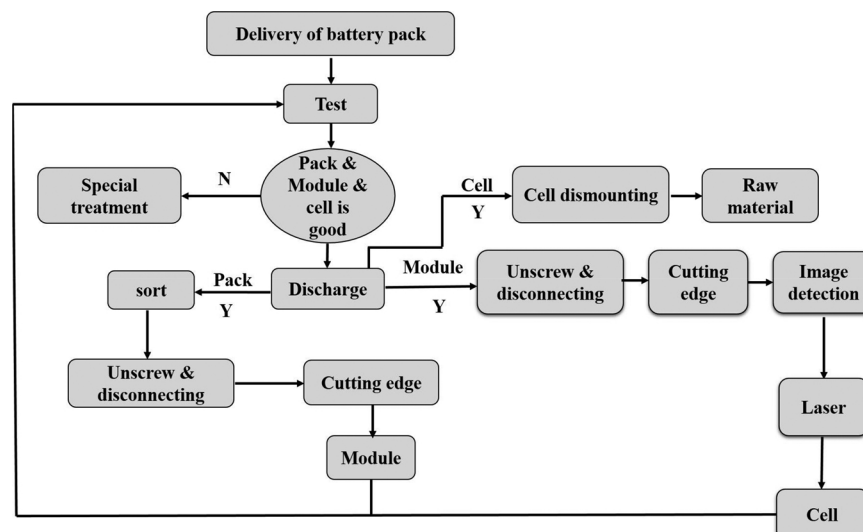 Delivery of battery pack
Test
Pack &
Module &
cell is
good
N
Special
treatment
Cell
Y
Cell dismounting
Raw
material
Discharge
Pack
Y
sort
Module
Y
Unscrew &
disconnecting
Cutting
edge
Image
detection
Unscrew &
disconnecting
Cutting edge
Module
Laser
Cell